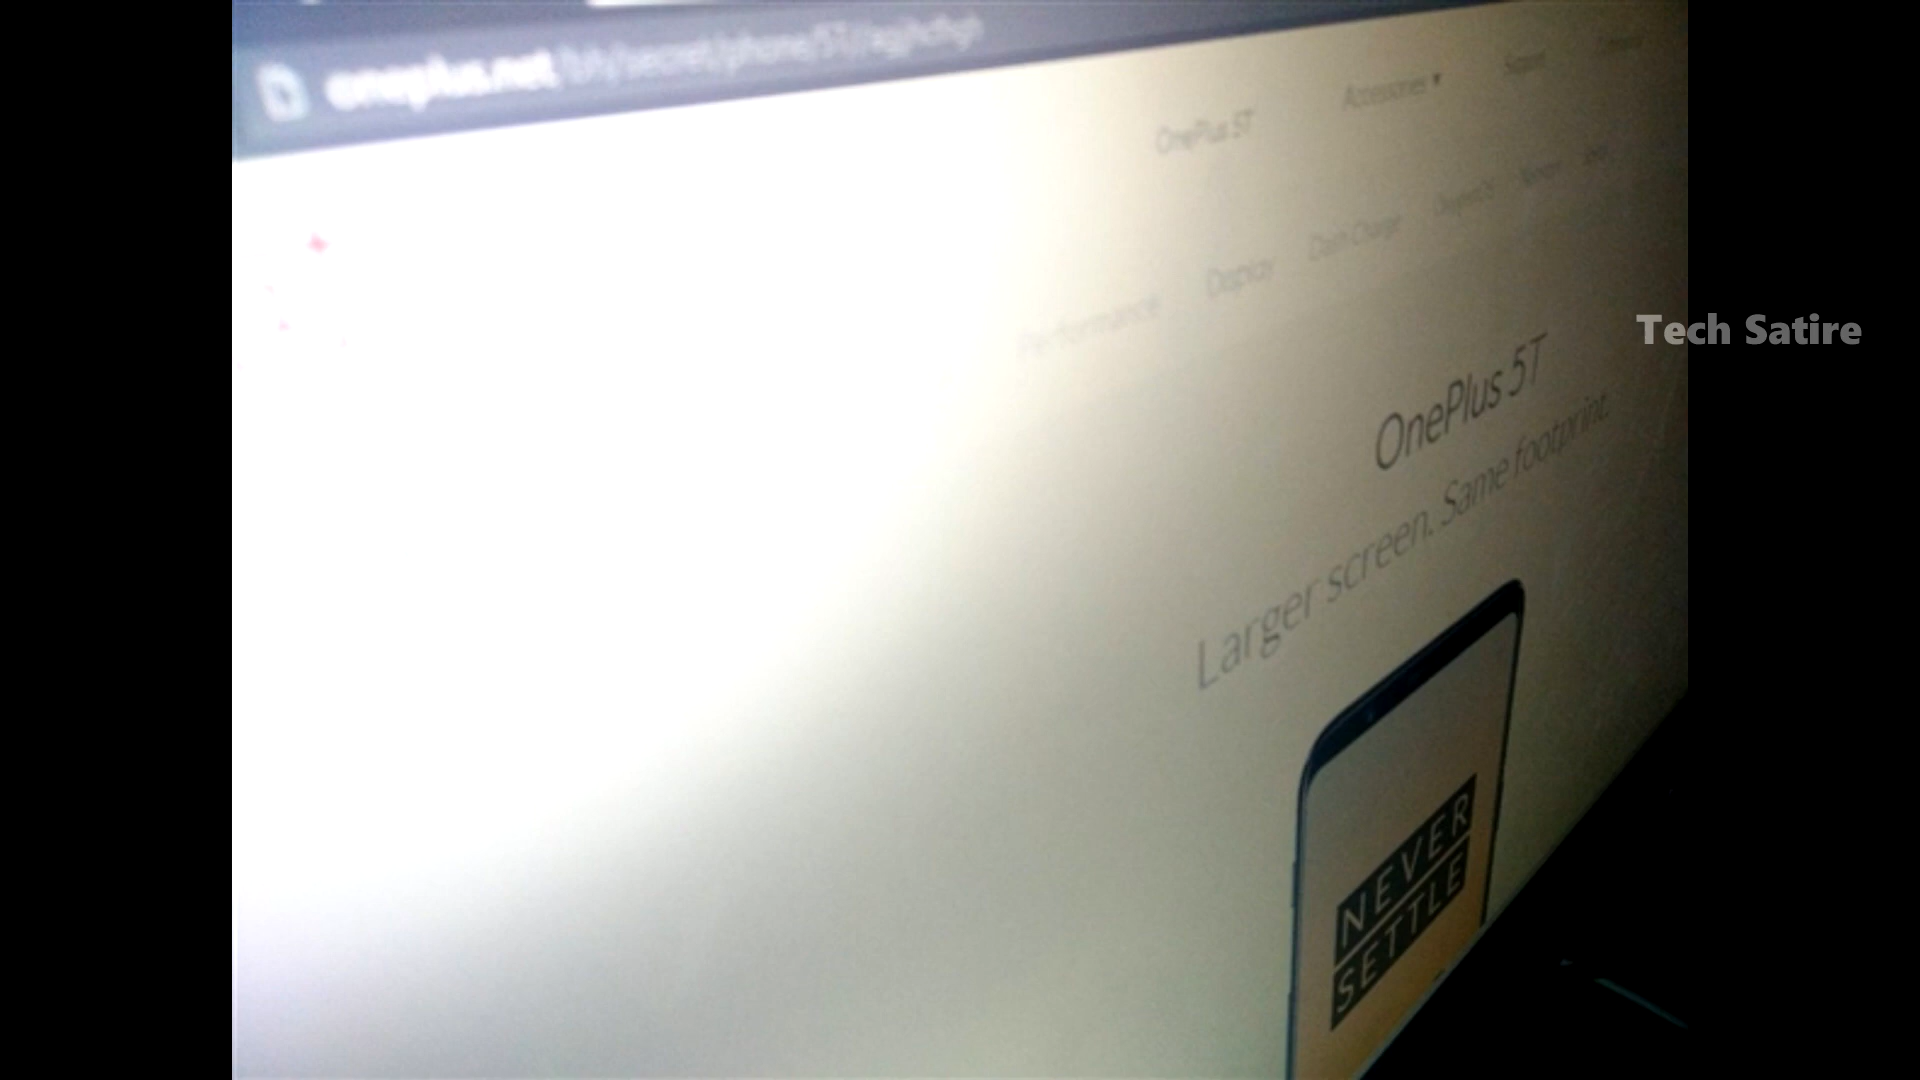 oneplus.net
OnePlus 5T
Accessories
Support
Performance
Display
Dash Charge
OnePlus 5T
Larger screen. Same footprint.
Tech Satire
NEVER
SETTLE